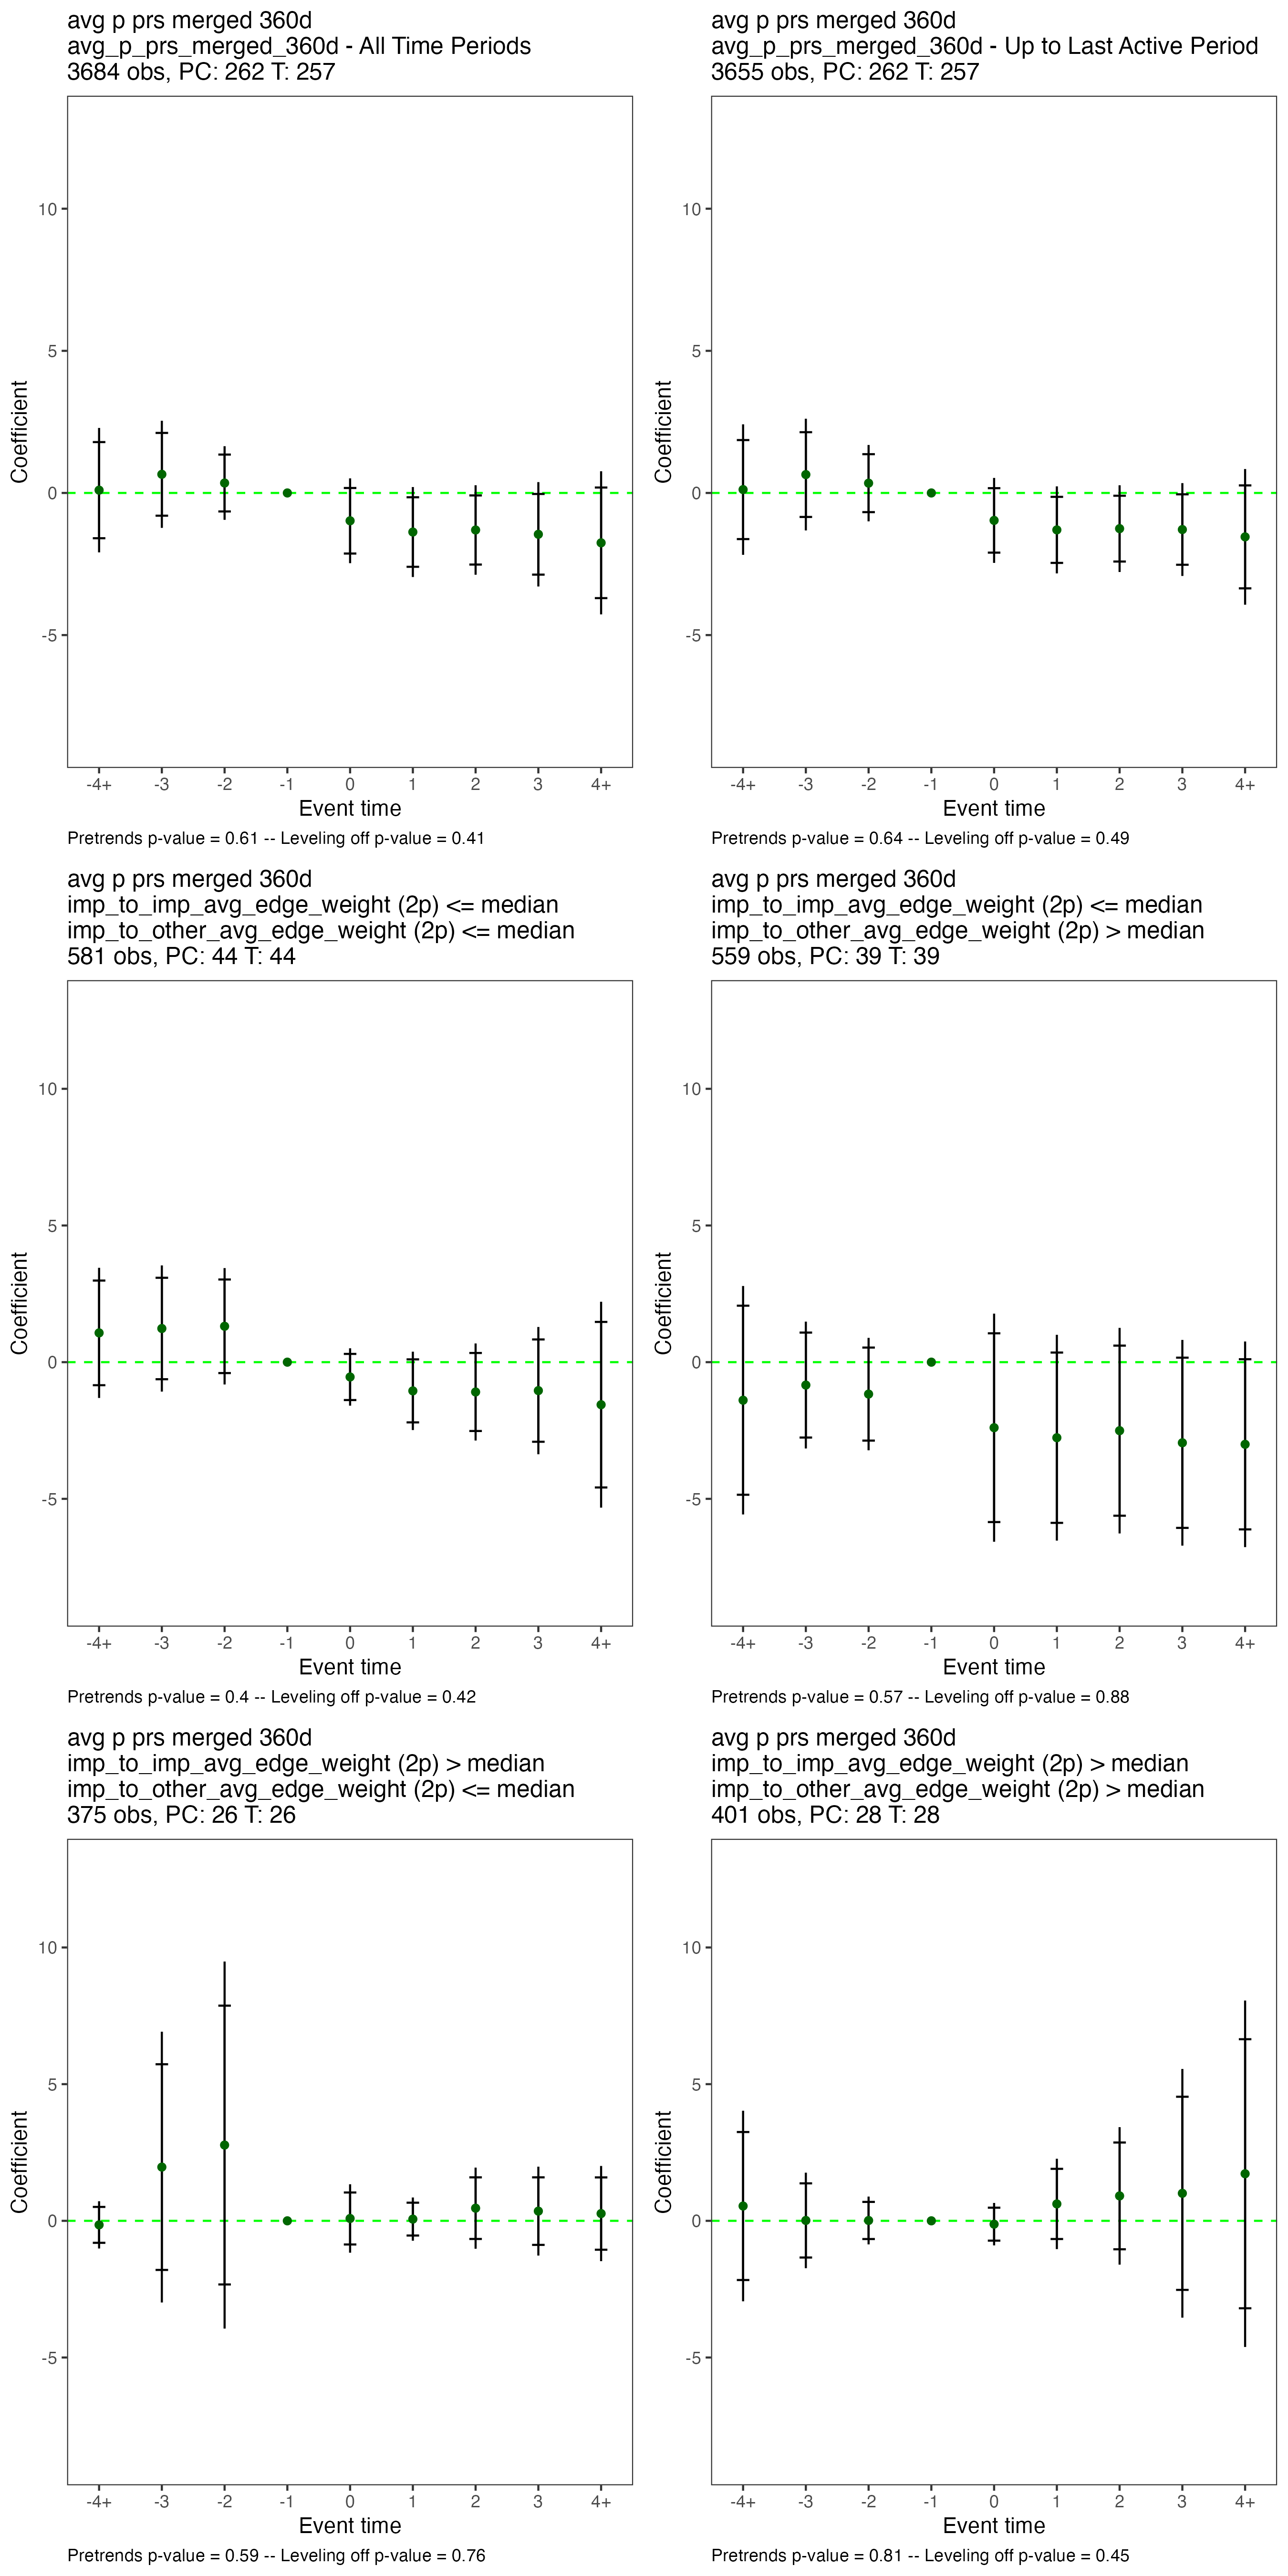 avg p prs merged 360d
avg_p_prs_merged_360d - All Time Periods
3684 obs, PC: 262 T: 257
Coefficient
10
5
0
-5
-4+ -3 -2 -1 0 1 2 3 4+
Event time
Pretrends p-value = 0.61 -- Leveling off p-value = 0.41
avg p prs merged 360d
avg_p_prs_merged_360d - Up to Last Active Period
3655 obs, PC: 262 T: 257
Coefficient
10
5
0
-5
-4+ -3 -2 -1 0 1 2 3 4+
Event time
Pretrends p-value = 0.64 -- Leveling off p-value = 0.49
avg p prs merged 360d
imp_to_imp_avg_edge_weight (2p) <= median
imp_to_other_avg_edge_weight (2p) <= median
581 obs, PC: 44 T: 44
Coefficient
10
5
0
-5
-4+ -3 -2 -1 0 1 2 3 4+
Event time
Pretrends p-value = 0.4 -- Leveling off p-value = 0.42
avg p prs merged 360d
imp_to_imp_avg_edge_weight (2p) <= median
imp_to_other_avg_edge_weight (2p) > median
559 obs, PC: 39 T: 39
Coefficient
10
5
0
-5
-4+ -3 -2 -1 0 1 2 3 4+
Event time
Pretrends p-value = 0.57 -- Leveling off p-value = 0.88
avg p prs merged 360d
imp_to_imp_avg_edge_weight (2p) > median
imp_to_other_avg_edge_weight (2p) <= median
375 obs, PC: 26 T: 26
Coefficient
10
5
0
-5
-4+ -3 -2 -1 0 1 2 3 4+
Event time
Pretrends p-value = 0.59 -- Leveling off p-value = 0.76
avg p prs merged 360d
imp_to_imp_avg_edge_weight (2p) > median
imp_to_other_avg_edge_weight (2p) > median
401 obs, PC: 28 T: 28
Coefficient
10
5
0
-5
-4+ -3 -2 -1 0 1 2 3 4+
Event time
Pretrends p-value = 0.81 -- Leveling off p-value = 0.45